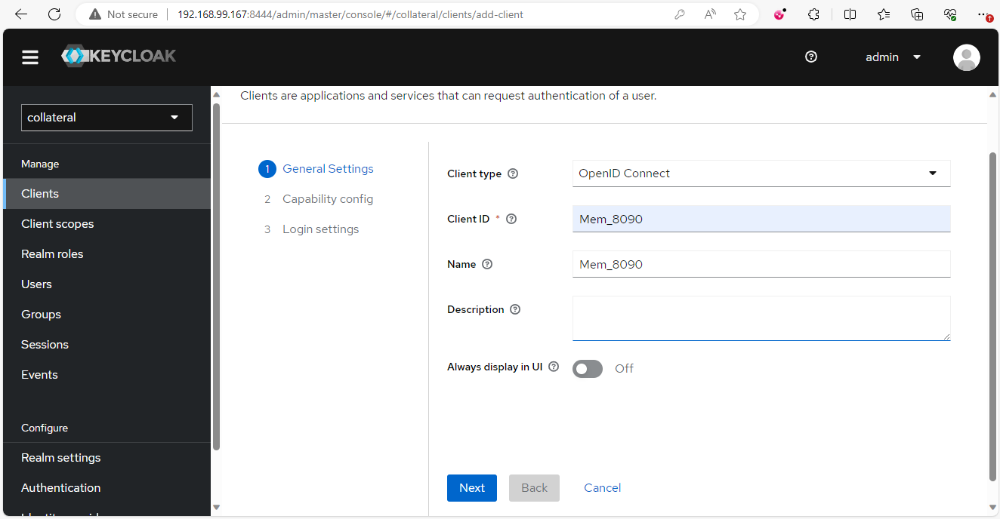 Not secure 192.168.99.167:8444/admin/master/console/#/collateral/clients/add-client
KEYCLOAK
admin
collateral
Manage
Clients
Client scopes
Realm roles
Users
Groups
Sessions
Events
Configure
Realm settings
Authentication
Clients are applications and services that can request authentication of a user.
1 General Settings
2 Capability config
3 Login settings
Client type
OpenID Connect
Client ID *
Mem_8090
Name
Mem_8090
Description
Always display in UI
Off
Next
Back
Cancel